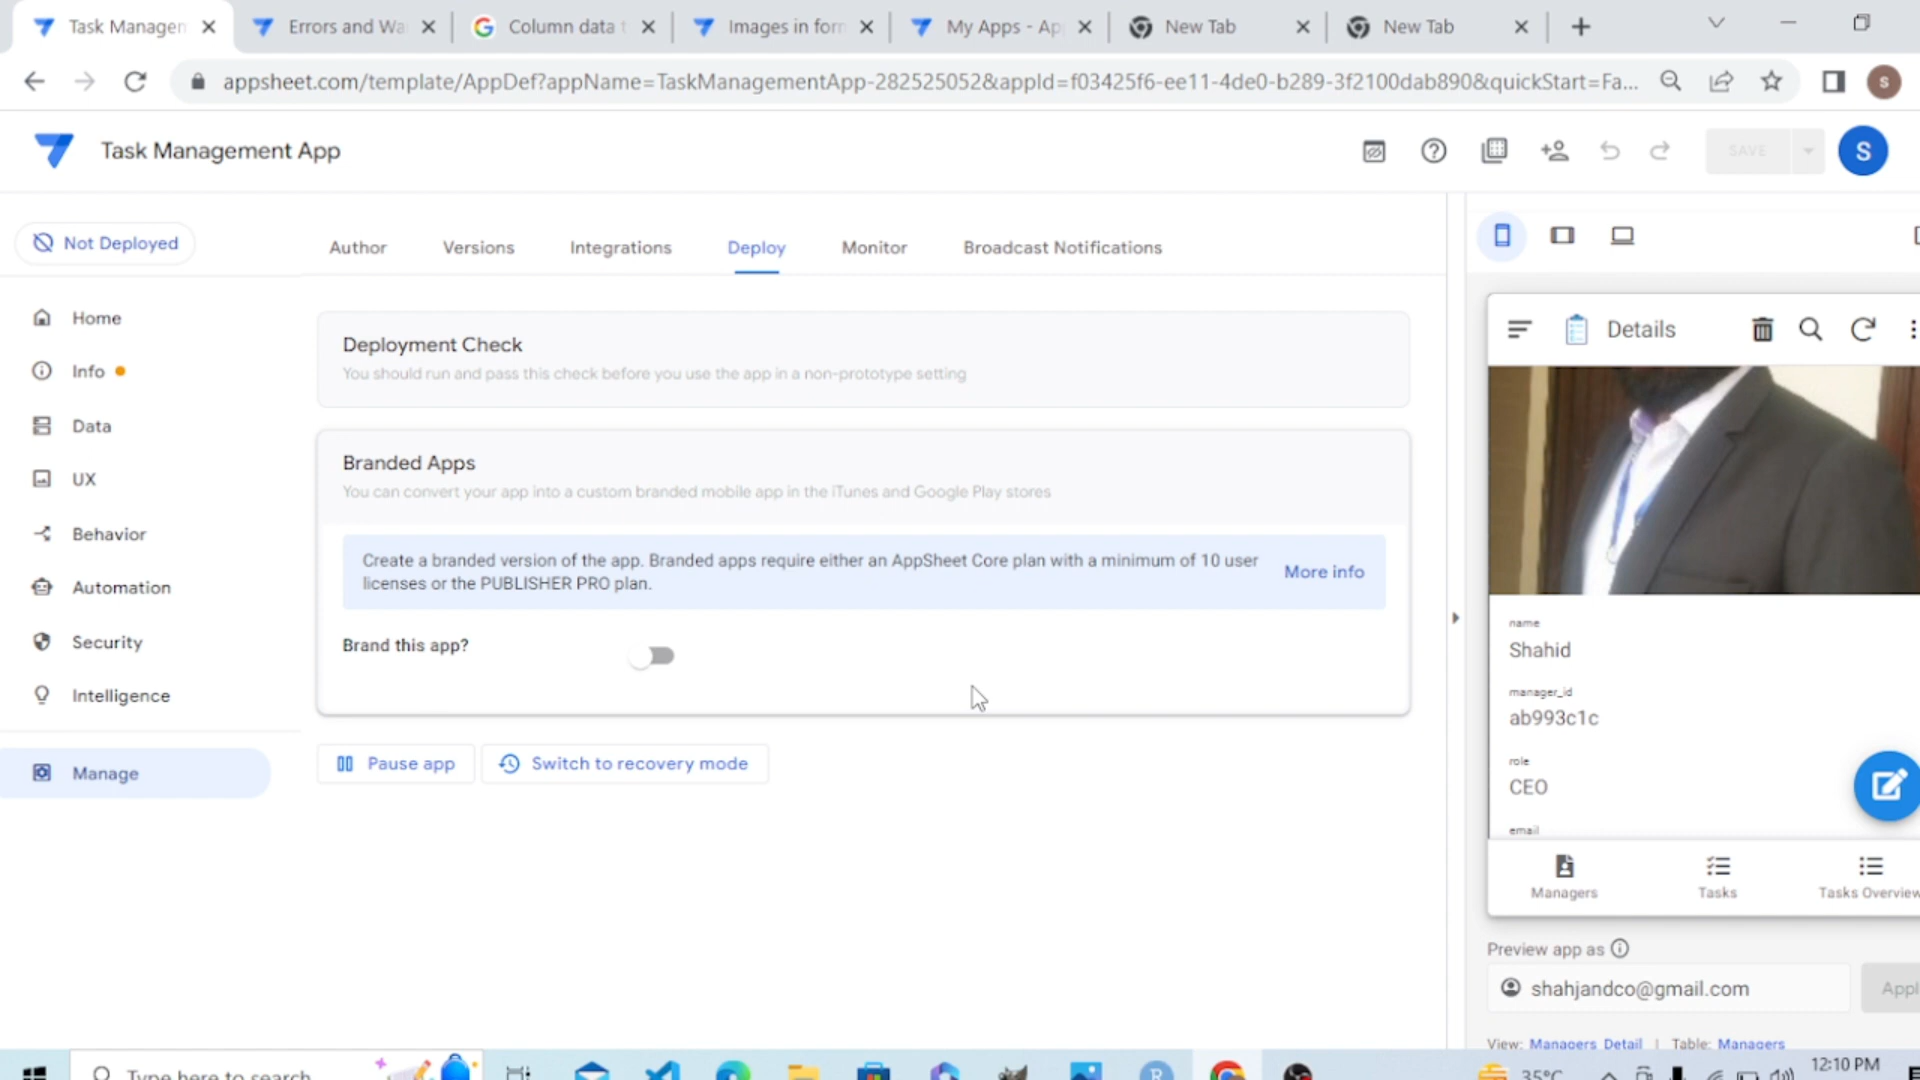 Task Managen
Errors and Wa
Column data t
Images in form
My Apps - Ap
New Tab
New Tab
appsheet.com/template/AppDef?appName=TaskManagementApp-282525052&appId=f03425f6-ee11-4de0-b289-3f2100dab890&quickStart=Fa...
S
Task Management App
SAVE
S
Not Deployed
Author
Versions
Integrations
Deploy
Monitor
Broadcast Notifications
Home
Info
Data
UX
Behavior
Automation
Security
Intelligence
Manage
Deployment Check
You should run and pass this check before you use the app in a non-prototype setting
Branded Apps
You can convert your app into a custom branded mobile app in the iTunes and Google Play stores
Create a branded version of the app. Branded apps require either an AppSheet Core plan with a minimum of 10 user
licenses or the PUBLISHER PRO plan.
More info
Brand this app?
Pause app
Switch to recovery mode
Details
name
Shahid
manager_id
ab993c1c
role
CEO
email
Managers
Tasks
Tasks Overview
Preview app as
shahjandco@gmail.com
Appl
View: Managers_Detail | Table: Managers
Type here to search
R
35°C
12:10 PM